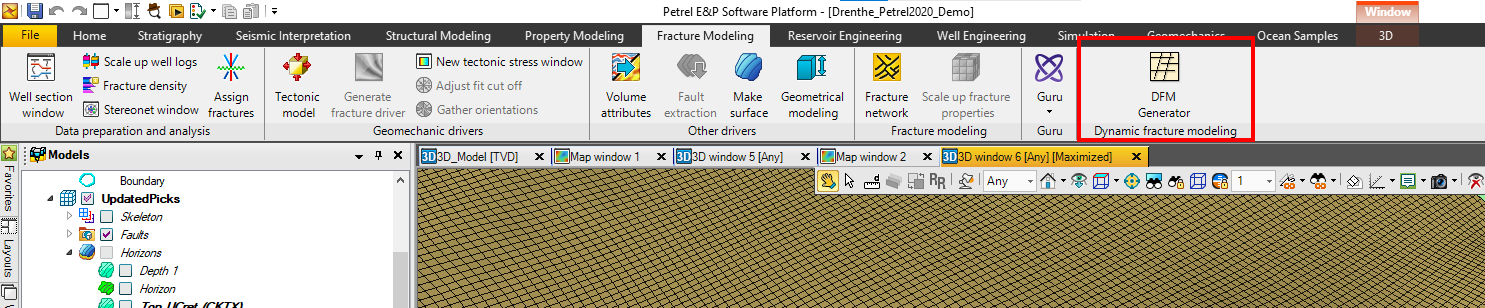 Petrel E&P Software Platform - [Drenthe_Petrel2020_Demo]
Window
File Home Stratigraphy Seismic Interpretation Structural Modeling Property Modeling Fracture Modeling Reservoir Engineering Well Engineering Simulation Geomechanics Ocean Samples 3D
Well section window
Scale up well logs
Fracture density
Stereonet window
Assign fractures
Data preparation and analysis
Tectonic model
Generate fracture driver
New tectonic stress window
Adjust fit cut off
Gather orientations
Geomechanic drivers
Volume attributes
Fault extraction
Make surface
Geometrical modeling
Other drivers
Fracture network
Scale up fracture properties
Fracture modeling
Guru
Guru
DFM Generator
Dynamic fracture modeling
Favorites
Layouts
Models
Boundary
UpdatedPicks
Skeleton
Faults
Horizons
Depth 1
Horizon
Top UCret (CKTX)
3D 3D_Model [TVD]
Map window 1
3D 3D window 5 [Any]
Map window 2
3D 3D window 6 [Any] [Maximized]
Any
1